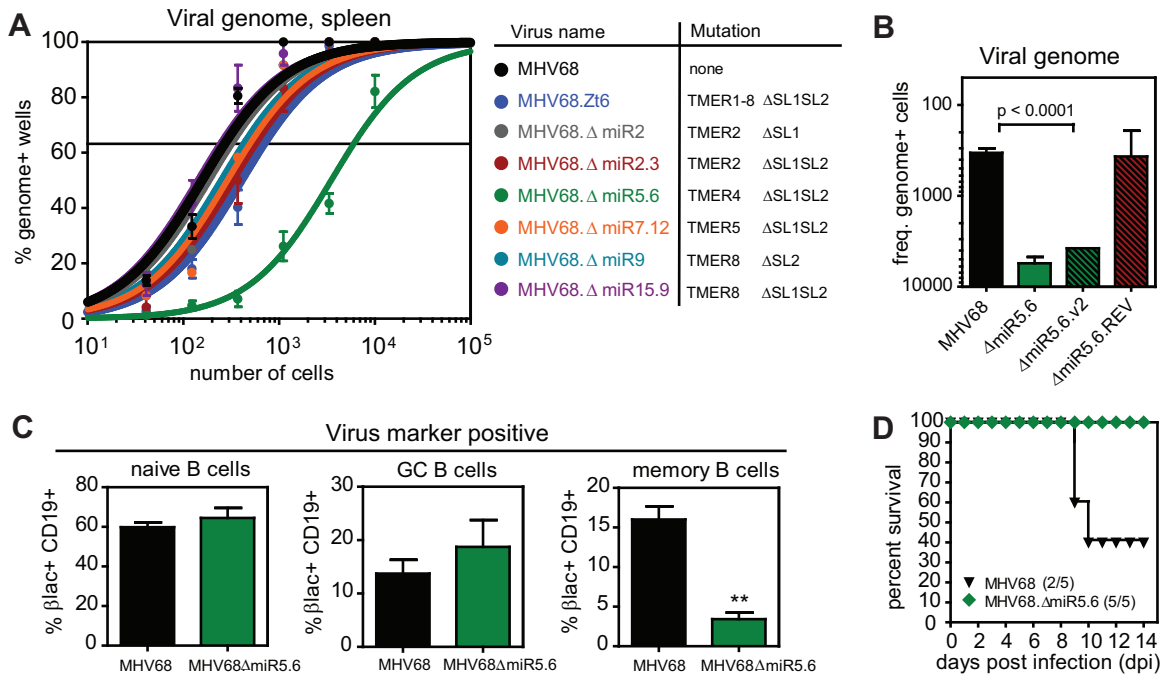 A
Viral genome, spleen
% genome+ wells
100
80
60
40
20
0
10¹
10²
10³
10⁴
10⁵
number of cells
Virus name Mutation
MHV68 none
MHV68.Zt6 TMER1-8 ΔSL1SL2
MHV68.Δ miR2 TMER2 ΔSL1
MHV68.Δ miR2.3 TMER2 ΔSL1SL2
MHV68.Δ miR5.6 TMER4 ΔSL1SL2
MHV68.Δ miR7.12 TMER5 ΔSL1SL2
MHV68.Δ miR9 TMER8 ΔSL2
MHV68.Δ miR15.9 TMER8 ΔSL1SL2
B
Viral genome
freq. genome+ cells
100
1000
10000
p < 0.0001
MHV68
ΔmiR5.6
ΔmiR5.6.v2
ΔmiR5.6.REV
C
Virus marker positive
naive B cells
% βlac+ CD19+
80
60
40
20
0
MHV68 MHV68ΔmiR5.6
GC B cells
% βlac+ CD19+
30
20
10
0
MHV68 MHV68ΔmiR5.6
memory B cells
% βlac+ CD19+
20
15
10
5
0
**
MHV68 MHV68ΔmiR5.6
D
percent survival
100
90
80
70
60
50
40
30
20
10
0
MHV68 (2/5)
MHV68.ΔmiR5.6 (5/5)
0 2 4 6 8 10 12 14
days post infection (dpi)